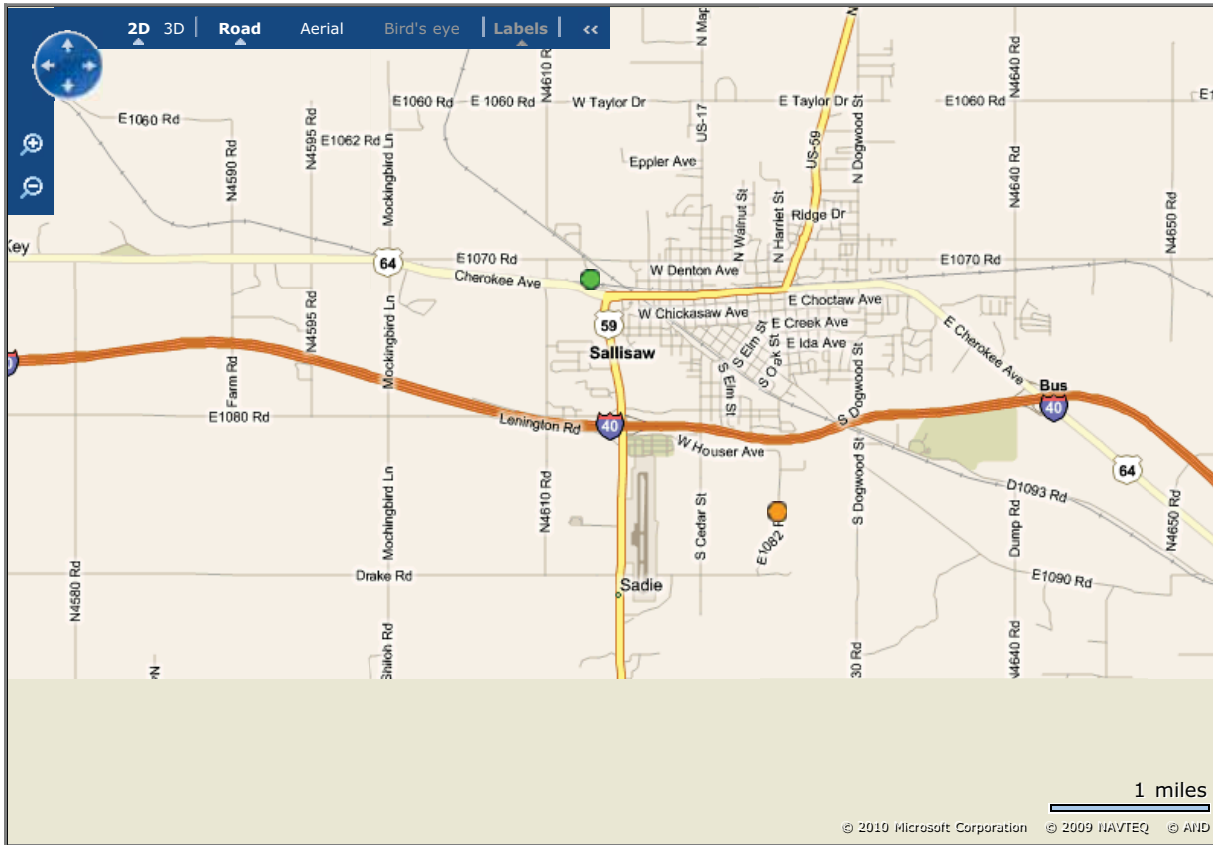 2D 3D Road Aerial Bird's eye Labels <<
N Map
N4610 R
N4640 Rd
E1060 Rd
E1060 Rd
E 1060 Rd
W Taylor Dr
E Taylor Dr
E1060 Rd
US-17
N Dogwood St
N4595 Rd
E1062 Rd
Mockingbird Ln
Eppler Ave
US-59
N4590 Rd
N4640 Rd
N Walnut St
N Harriet St
Ridge Dr
N4650 Rd
Key
64
E1070 Rd
W Denton Ave
E1070 Rd
Cherokee Ave
N4595 Rd
Mockingbird Ln
W Chickasaw Ave
E Choctaw Ave
59
E Creek Ave
E Cherokee Ave
Sallisaw
S Elm St
S Oak St
E Ida Ave
S Dogwood St
Farm Rd
S Elm St
Bus
40
E1080 Rd
Lenington Rd
40
S Dogwood St
W Houser Ave
64
Mochingbird Ln
N4610 Rd
S Cedar St
D1093 Rd
Dump Rd
N4650 Rd
E1082 R
Drake Rd
Sadie
E1090 Rd
N4580 Rd
Shiloh Rd
30 Rd
N4640 Rd
1 miles
© 2010 Microsoft Corporation © 2009 NAVTEQ © AND